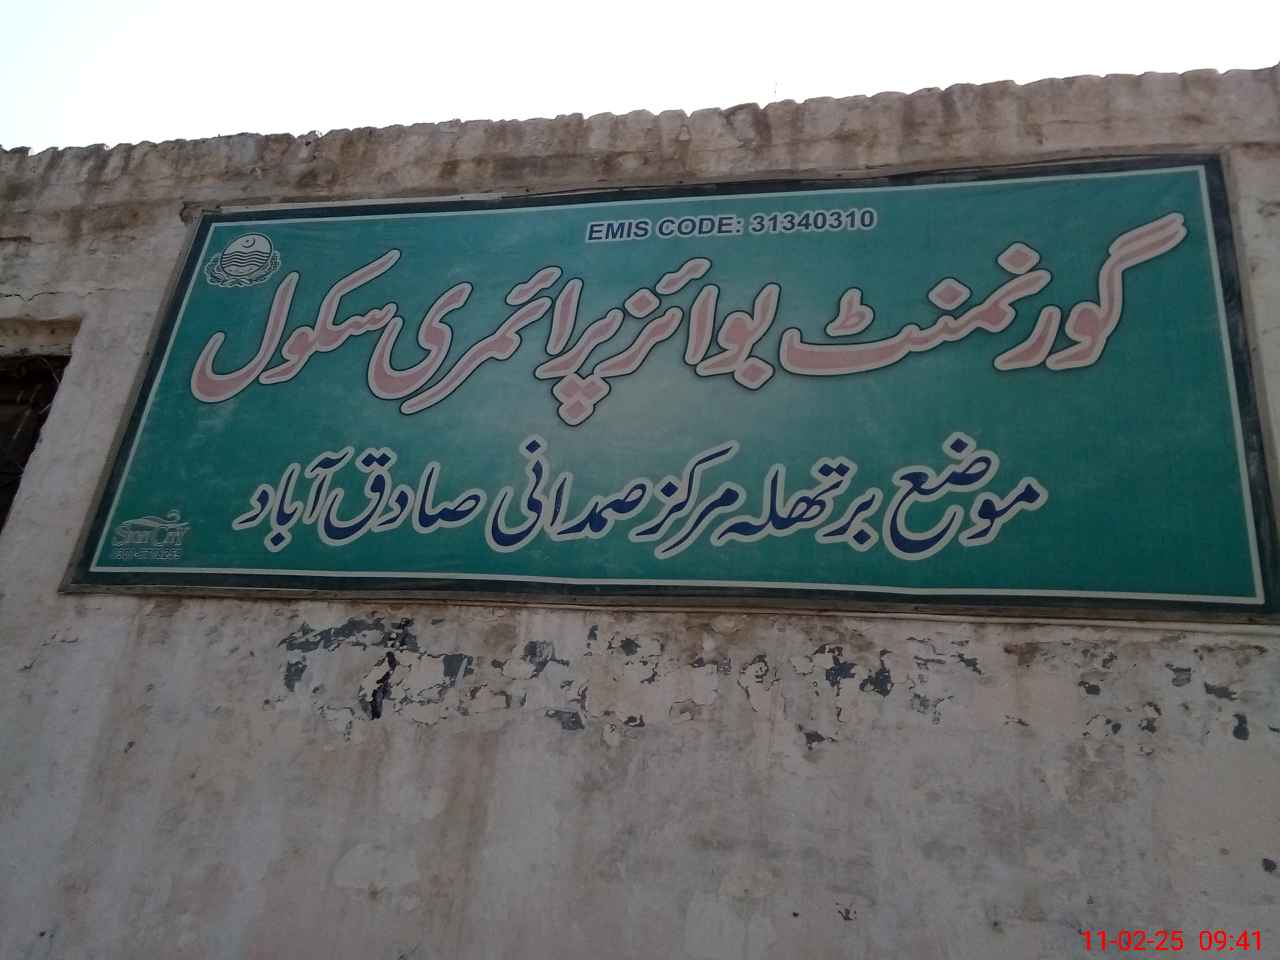 EMIS CODE: 31340310
گورنمنٹ بوائز پرائمری سکول
موضع برتھلہ مرکز صمدانی صادق آباد
11-02-25 09:41